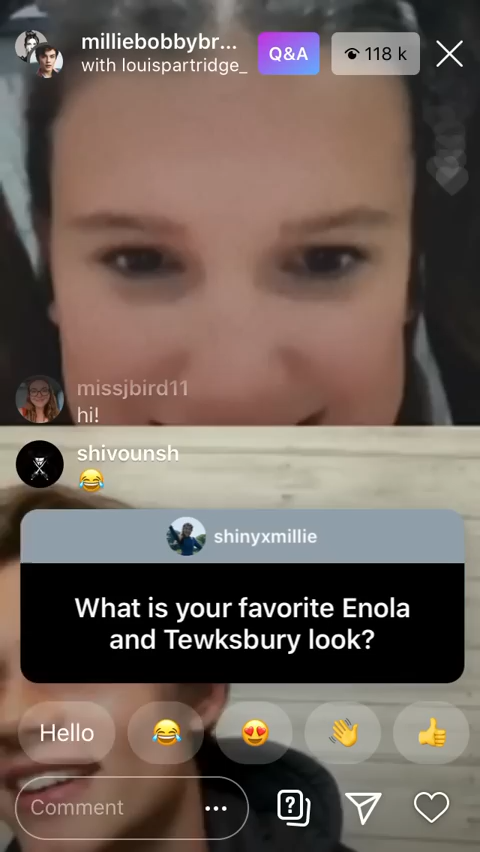 milliebobbybr...
with louispartridge_
Q&A
118 k
missjbird11
hi!
shivounsh
😂
shinyxmillie
What is your favorite Enola
and Tewksbury look?
Hello 😂 😍 👋 👍
Comment